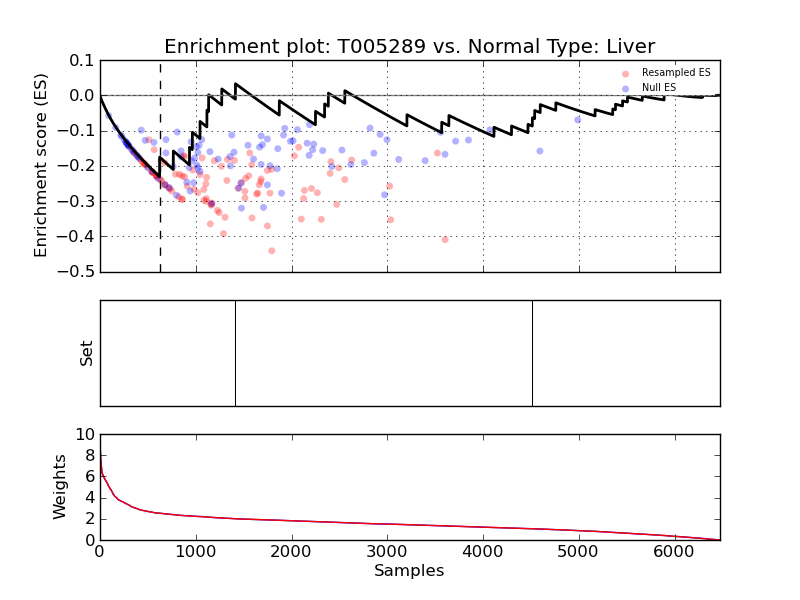 Enrichment plot: T005289 vs. Normal Type: Liver
0.1
0.0
−0.1
−0.2
−0.3
−0.4
−0.5
Enrichment score (ES)
Resampled ES
Null ES
Set
10
8
6
4
2
0
Weights
0 1000 2000 3000 4000 5000 6000
Samples